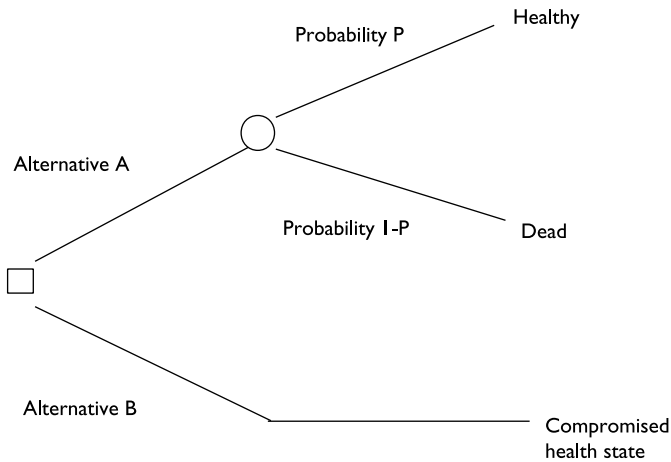 Probability P
Healthy
Alternative A
Probability 1-P
Dead
Alternative B
Compromised
health state